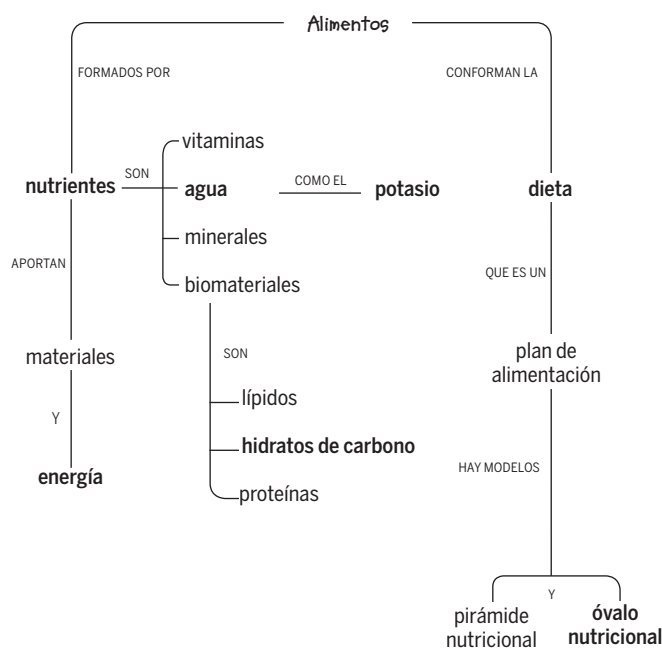 Alimentos
FORMADOS POR
CONFORMAN LA
vitaminas
nutrientes
SON
agua
COMO EL
potasio
dieta
minerales
APORTAN
QUE ES UN
biomateriales
materiales
SON
plan de
alimentación
lípidos
Y
hidratos de carbono
HAY MODELOS
energía
proteínas
Y
pirámide
nutricional
óvalo
nutricional